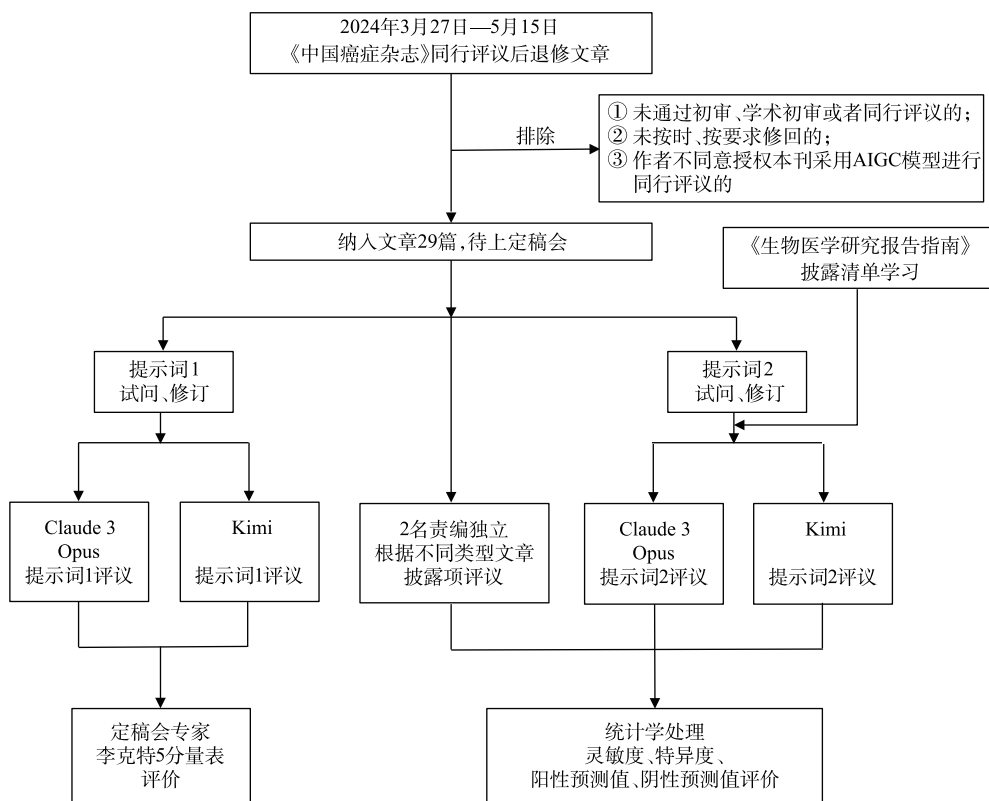 2024年3月27日—5月15日
《中国癌症杂志》同行评议后退修文章
排除
① 未通过初审、学术初审或者同行评议的;
② 未按时、按要求修回的;
③ 作者不同意授权本刊采用AIGC模型进行
同行评议的
纳入文章29篇,待上定稿会
《生物医学研究报告指南》
披露清单学习
提示词1
试问、修订
提示词2
试问、修订
Claude 3
Opus
提示词1评议
Kimi
提示词1评议
2名责编独立
根据不同类型文章
披露项评议
Claude 3
Opus
提示词2评议
Kimi
提示词2评议
定稿会专家
李克特5分量表
评价
统计学处理
灵敏度、特异度、
阳性预测值、阴性预测值评价